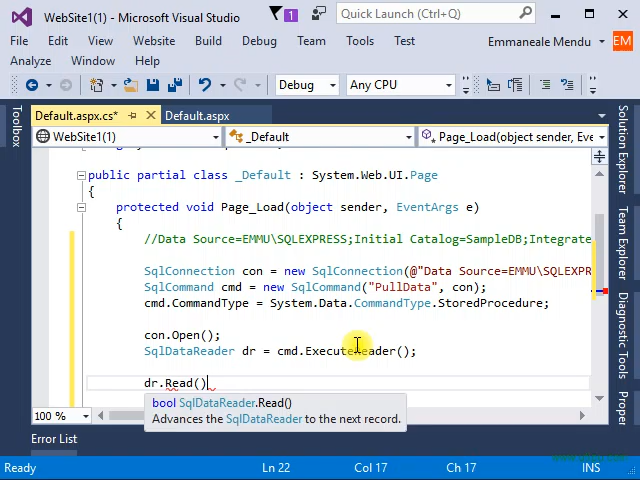 WebSite1(1) - Microsoft Visual Studio
1
Quick Launch (Ctrl+Q)
File Edit View Website Build Debug Team Tools Test
Emmaneale Mendu
EM
Analyze Window Help
Debug
Any CPU
Toolbox
Default.aspx.cs*
Default.aspx
WebSite1(1)
_Default
Page_Load(object sender, Eve
public partial class _Default : System.Web.UI.Page
{
protected void Page_Load(object sender, EventArgs e)
{
//Data Source=EMMU\SQLEXPRESS;Initial Catalog=SampleDB;Integrate
SqlConnection con = new SqlConnection(@"Data Source=EMMU\SQLEXPR
SqlCommand cmd = new SqlCommand("PullData", con);
cmd.CommandType = System.Data.CommandType.StoredProcedure;
con.Open();
SqlDataReader dr = cmd.ExecuteReader();
dr.Read()
bool SqlDataReader.Read()
Advances the SqlDataReader to the next record.
100 %
Solution Explorer
Team Explorer
Properties
Error List
Ready
Ln 22
Col 17
Ch 17